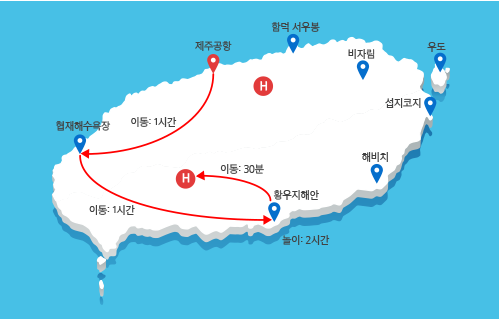 함덕 서우봉
제주공항
비자림
우도
H
섭지코지
협재해수욕장
이동: 1시간
해비치
이동: 30분
H
황우지해안
이동: 1시간
놀이: 2시간